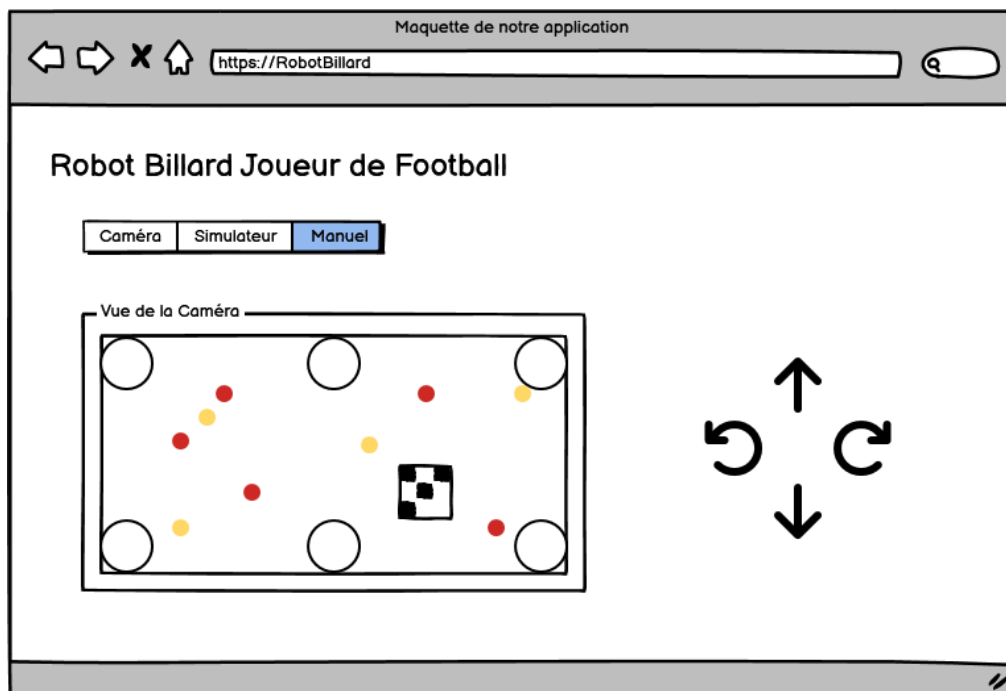 Maquette de notre application
https://RobotBillard
Robot Billard Joueur de Football
Caméra Simulateur Manuel
Vue de la Caméra